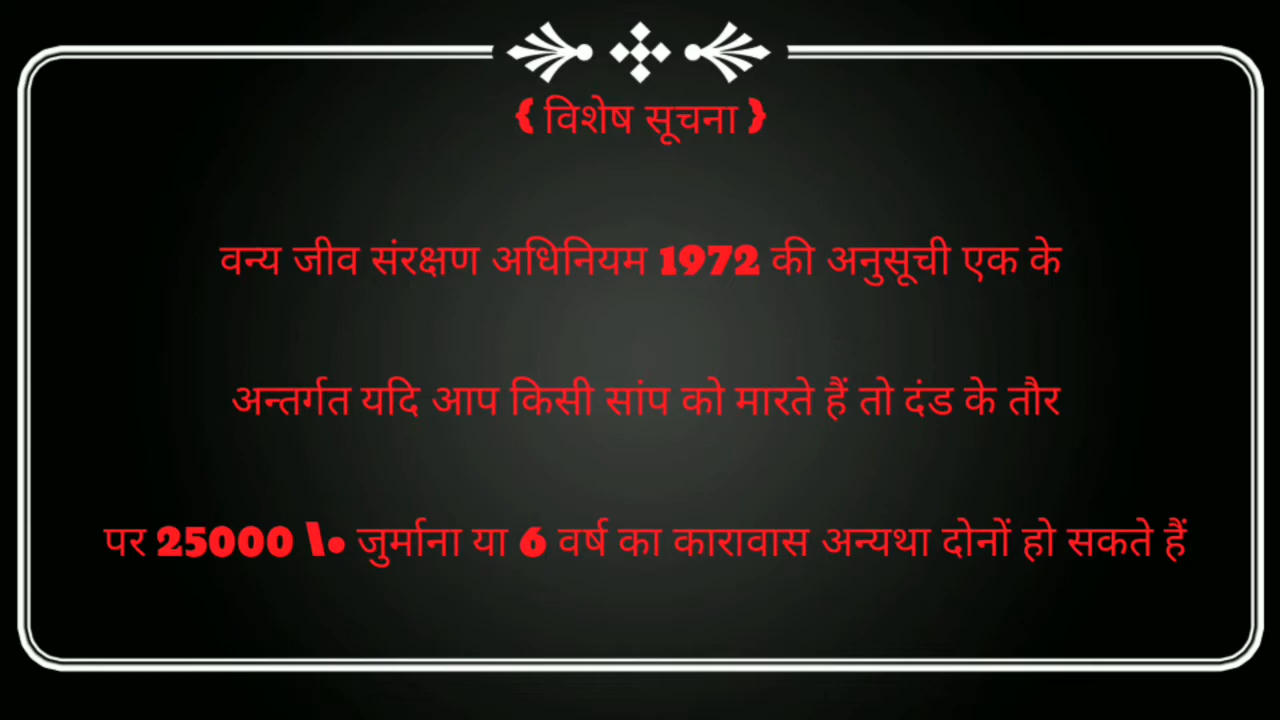 { विशेष सूचना }
वन्य जीव संरक्षण अधिनियम 1972 की अनुसूची एक के
अन्तर्गत यदि आप किसी सांप को मारते हैं तो दंड के तौर
पर 25000 \• जुर्माना या 6 वर्ष का कारावास अन्यथा दोनों हो सकते हैं